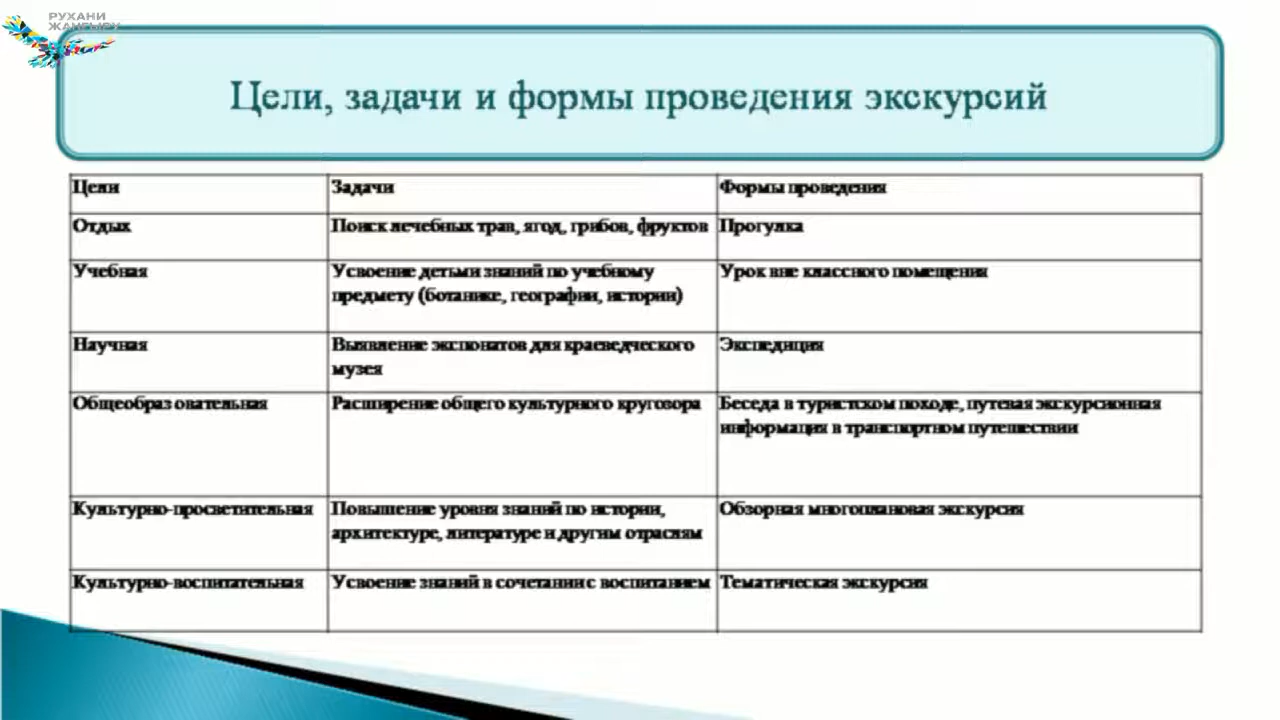 РУХАНИ
ЖАҢҒЫРУ
Цели, задачи и формы проведения экскурсий
Цели Задачи Формы проведения
Отдых Поиск лечебных трав, ягод, грибов, фруктов Прогулка
Учебная Усвоение детьми знаний по учебному Урок вне классного помещения
предмету (ботанике, географии, истории)
Научная Выявление экспонатов для краеведческого Экспедиция
музея
Общеобраз овательная Расширение общего культурного кругозора Беседа в туристском походе, путевая экскурсионная
информация в транспортном путешествии
Культурно-просветительная Повышение уровня знаний по истории, Обзорная многоплановая экскурсия
архитектуре, литературе и другим отраслям
Культурно-воспитательная Усвоение знаний в сочетании с воспитанием Тематическая экскурсия